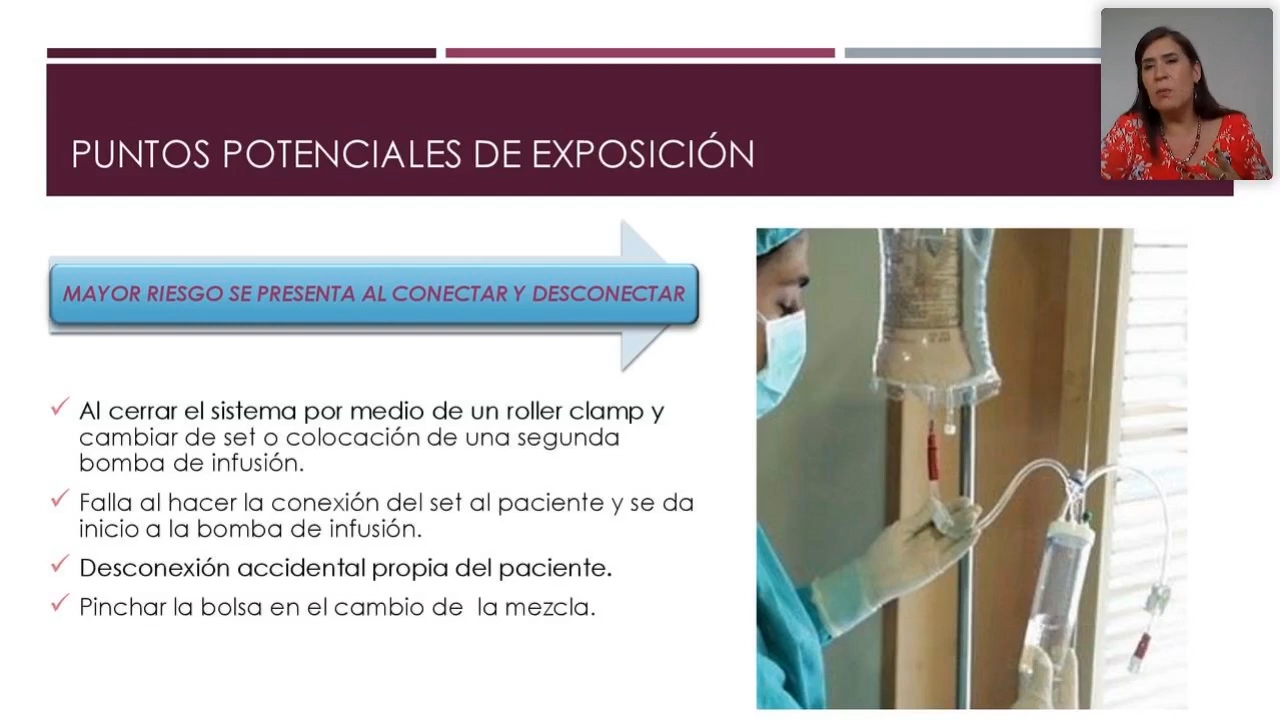 PUNTOS POTENCIALES DE EXPOSICIÓN
MAYOR RIESGO SE PRESENTA AL CONECTAR Y DESCONECTAR
Al cerrar el sistema por medio de un roller clamp y
cambiar de set o colocación de una segunda
bomba de infusión.
Falla al hacer la conexión del set al paciente y se da
inicio a la bomba de infusión.
Desconexión accidental propia del paciente.
Pinchar la bolsa en el cambio de la mezcla.